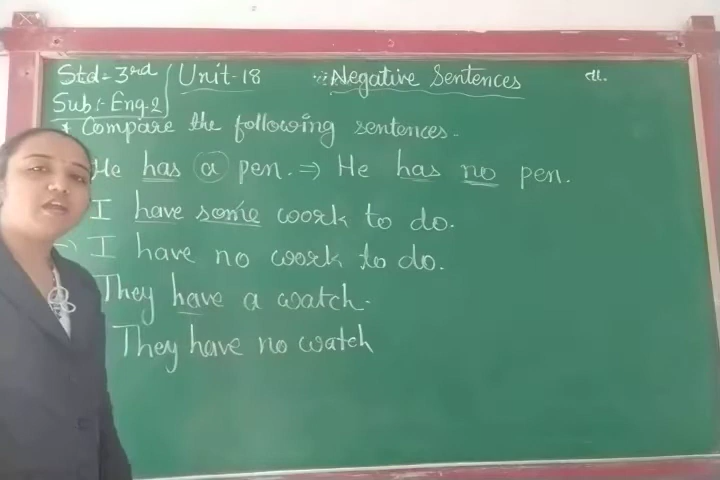 Std - 3rd Unit-18 Negative Sentences
Sub:- Eng-2
* Compare the following sentences.
He has a pen. ⇒ He has no pen.
I have some work to do.
I have no work to do.
They have a watch.
They have no watch